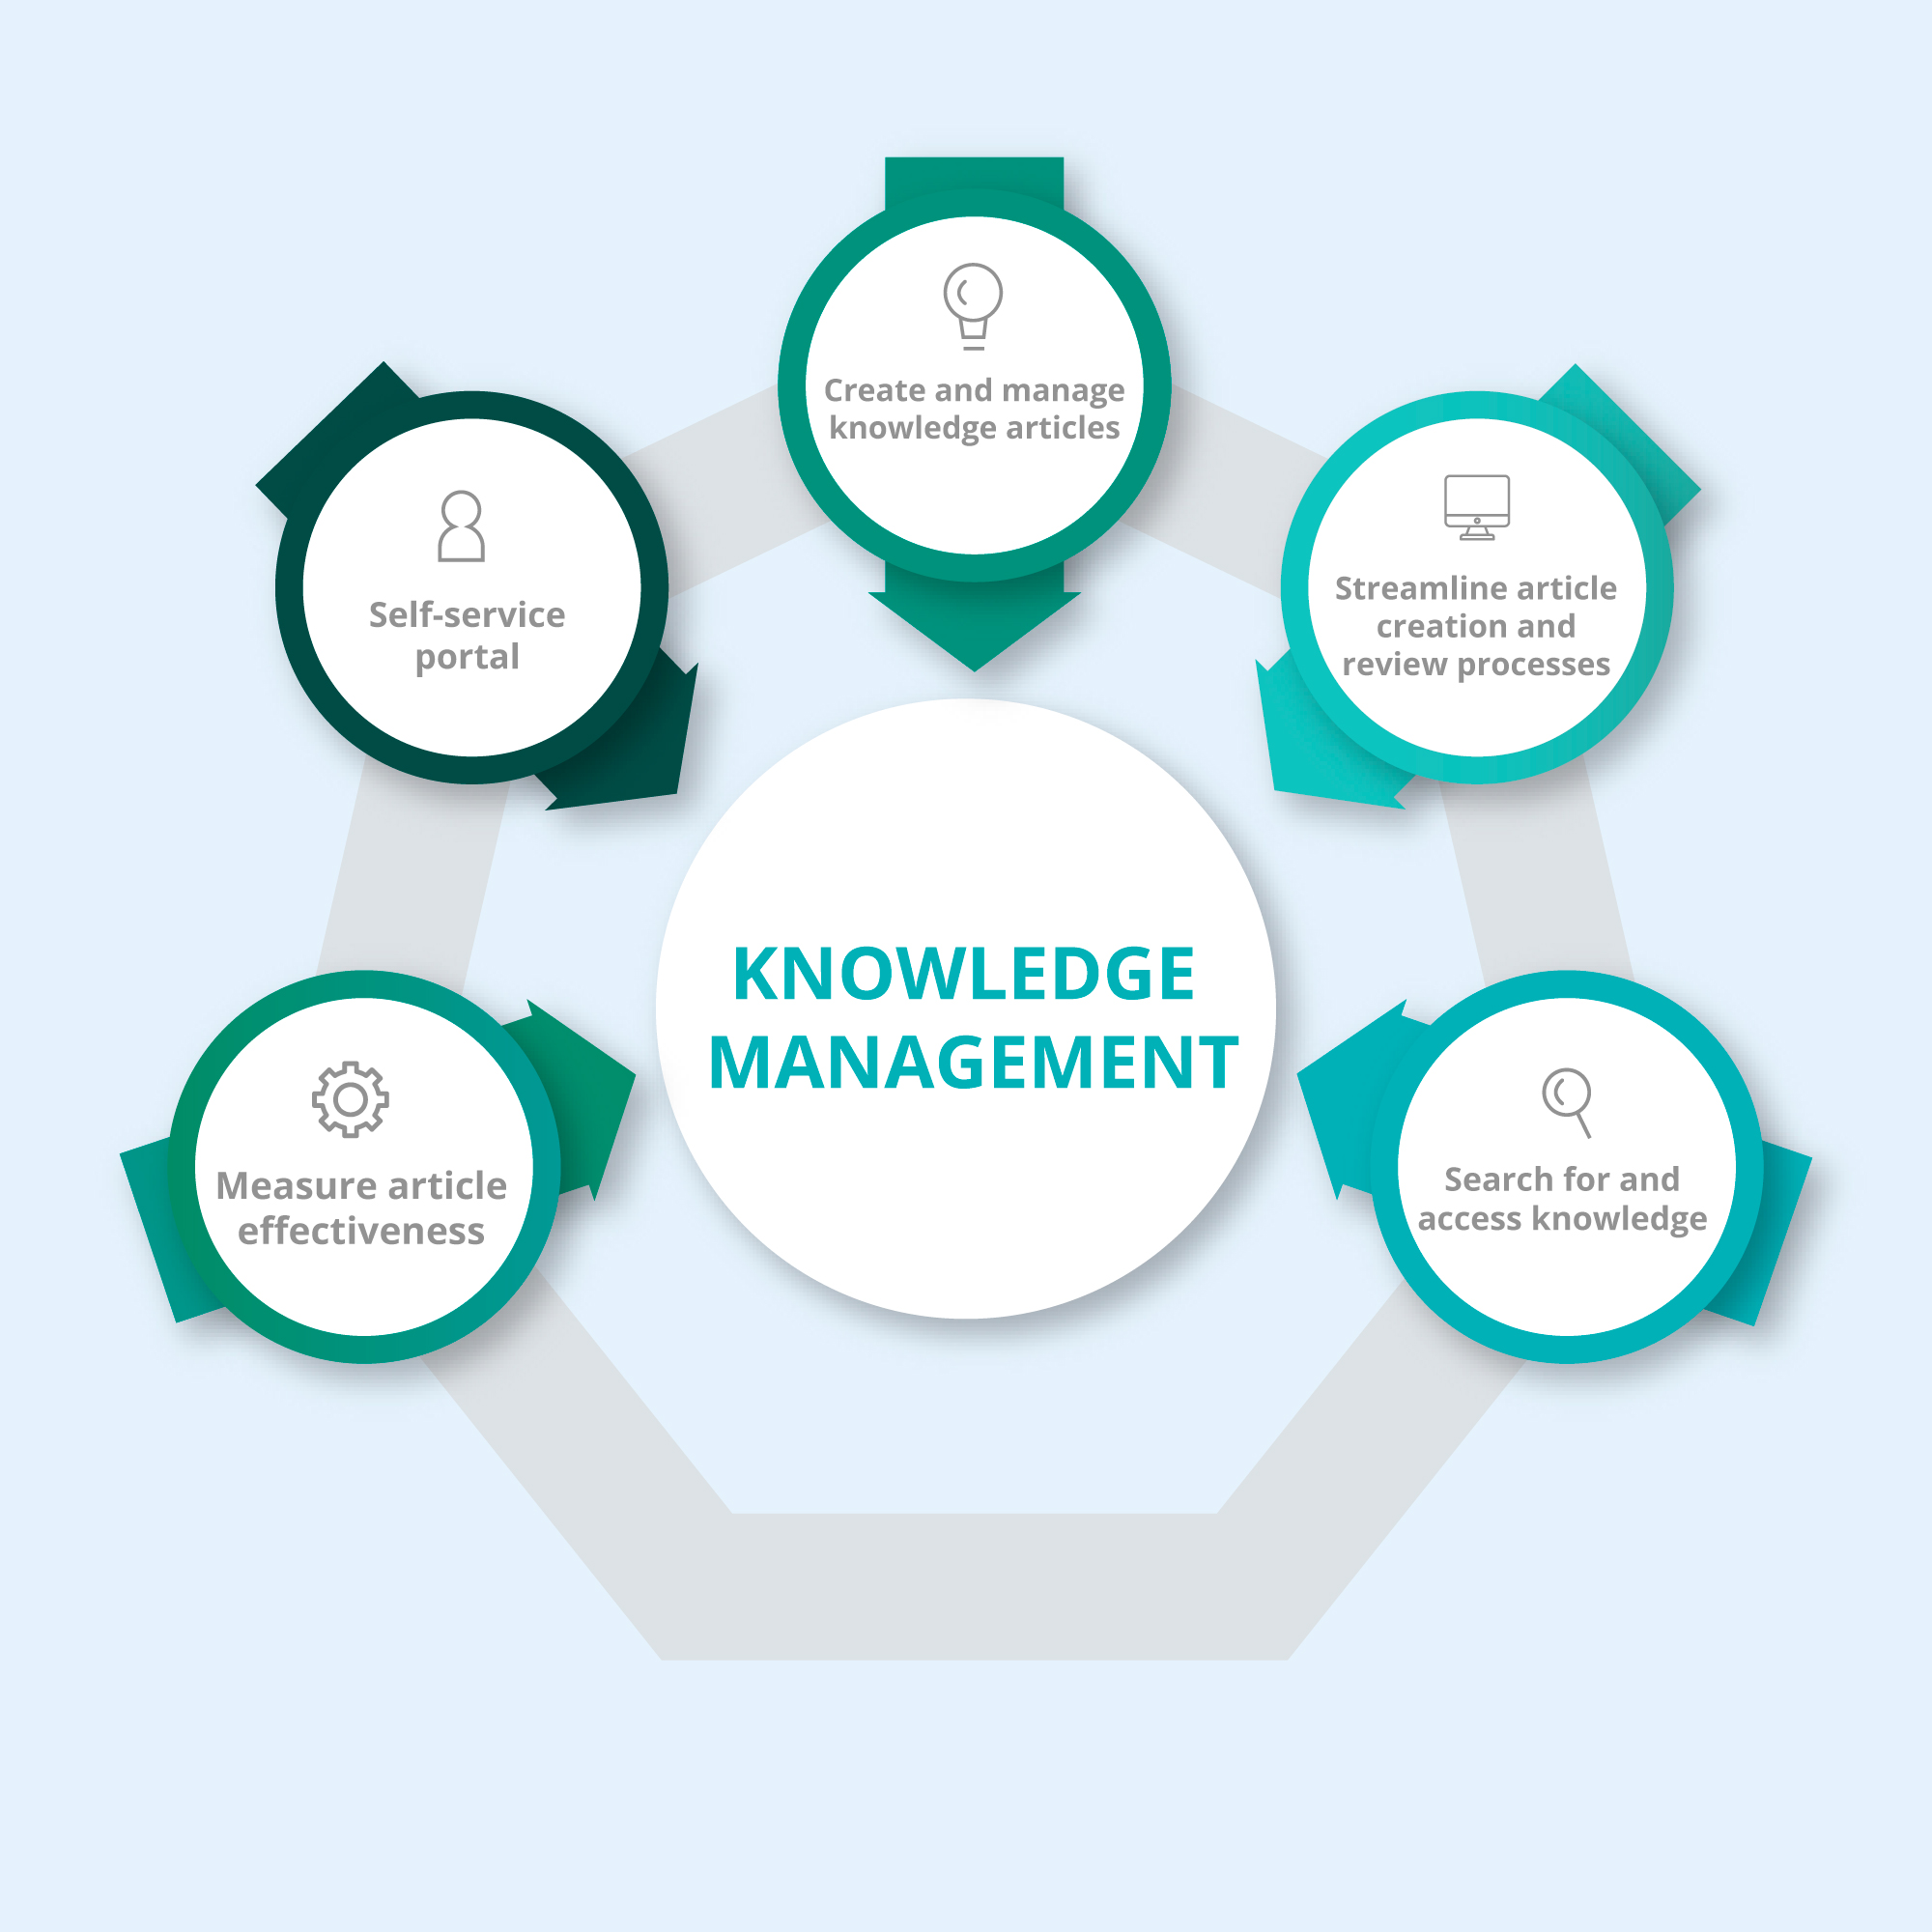 Create and manage
knowledge articles
Self-service
portal
Streamline article
creation and
review processes
KNOWLEDGE
MANAGEMENT
Measure article
effectiveness
Search for and
access knowledge